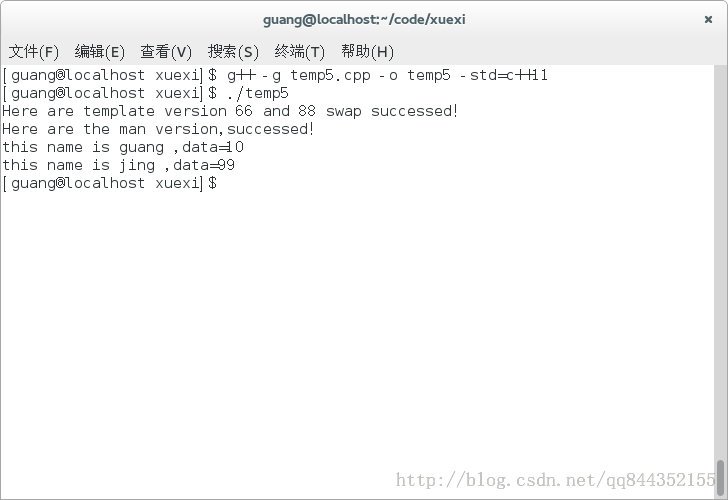 guang@localhost:~/code/xuexi
文件(F) 编辑(E) 查看(V) 搜索(S) 终端(T) 帮助(H)
[guang@localhost xuexi]$ g++ -g temp5.cpp -o temp5 -std=c++11
[guang@localhost xuexi]$ ./temp5
Here are template version 66 and 88 swap successed!
Here are the man version,successed!
this name is guang ,data=10
this name is jing ,data=99
[guang@localhost xuexi]$
http://blog.csdn.net/qq844352155